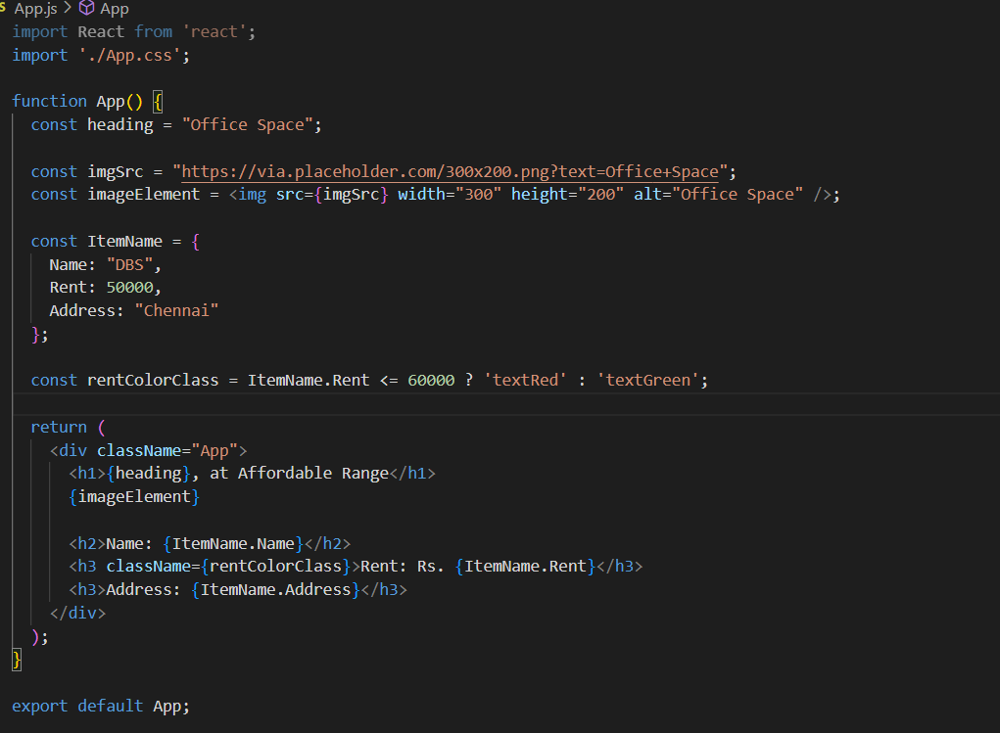 App.js > App
import React from 'react';
import './App.css';
function App() {
const heading = "Office Space";
const imgSrc = "https://via.placeholder.com/300x200.png?text=Office+Space";
const imageElement = <img src={imgSrc} width="300" height="200" alt="Office Space" />;
const ItemName = {
Name: "DBS",
Rent: 50000,
Address: "Chennai"
};
const rentColorClass = ItemName.Rent <= 60000 ? 'textRed' : 'textGreen';
return (
<div className="App">
<h1>{heading}, at Affordable Range</h1>
{imageElement}
<h2>Name: {ItemName.Name}</h2>
<h3 className={rentColorClass}>Rent: Rs. {ItemName.Rent}</h3>
<h3>Address: {ItemName.Address}</h3>
</div>
);
}
export default App;